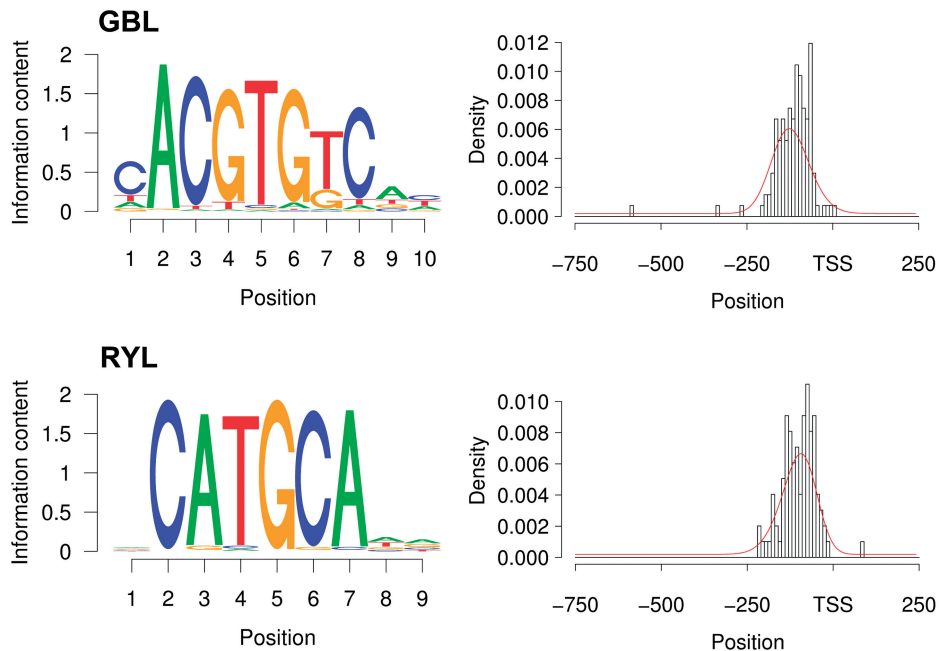 GBL
Information content
2
1.5
1
0.5
0
CACGTGTCAC
1 2 3 4 5 6 7 8 9 10
Position
Density
0.012
0.010
0.008
0.006
0.004
0.002
0.000
−750 −500 −250 TSS 250
Position
RYL
Information content
2
1.5
1
0.5
0
CATGCA
1 2 3 4 5 6 7 8 9
Position
Density
0.010
0.008
0.006
0.004
0.002
0.000
−750 −500 −250 TSS 250
Position